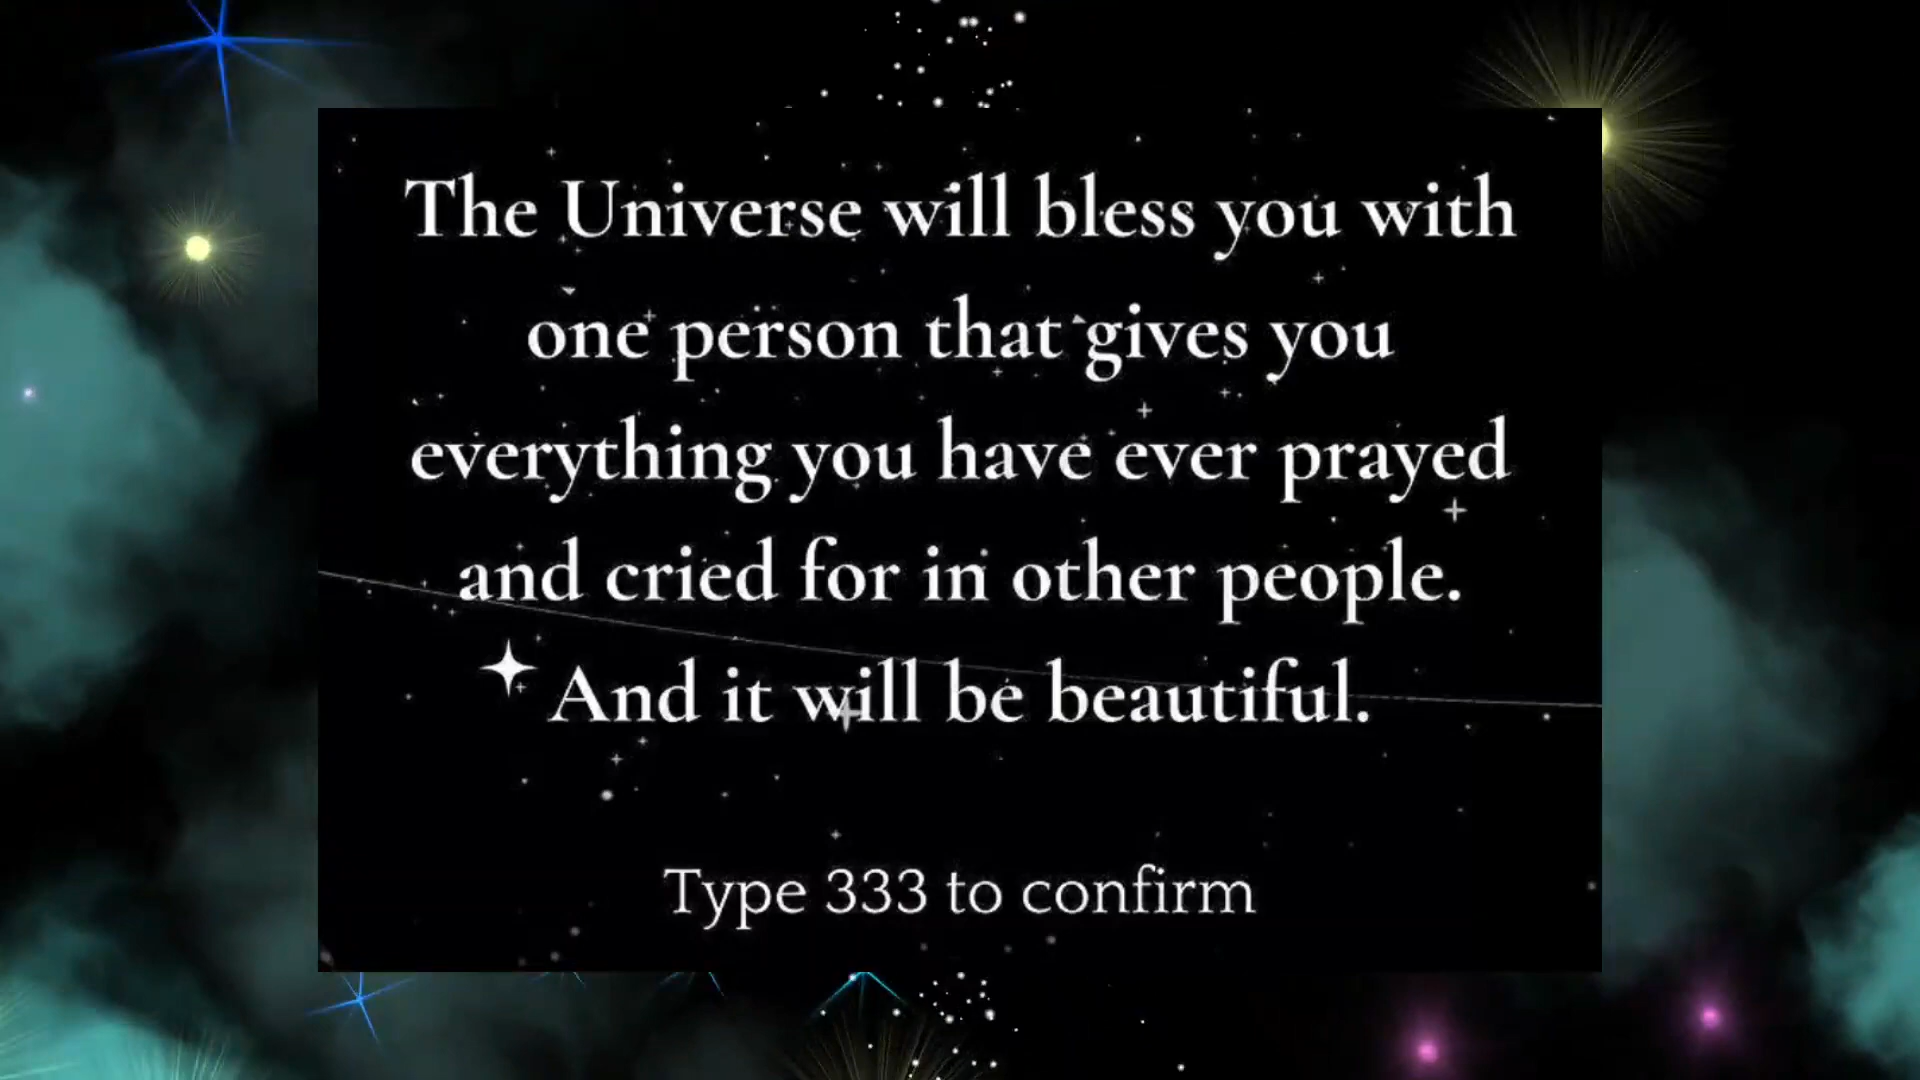 The Universe will bless you with
one person that gives you
everything you have ever prayed
and cried for in other people.
And it will be beautiful.
Type 333 to confirm